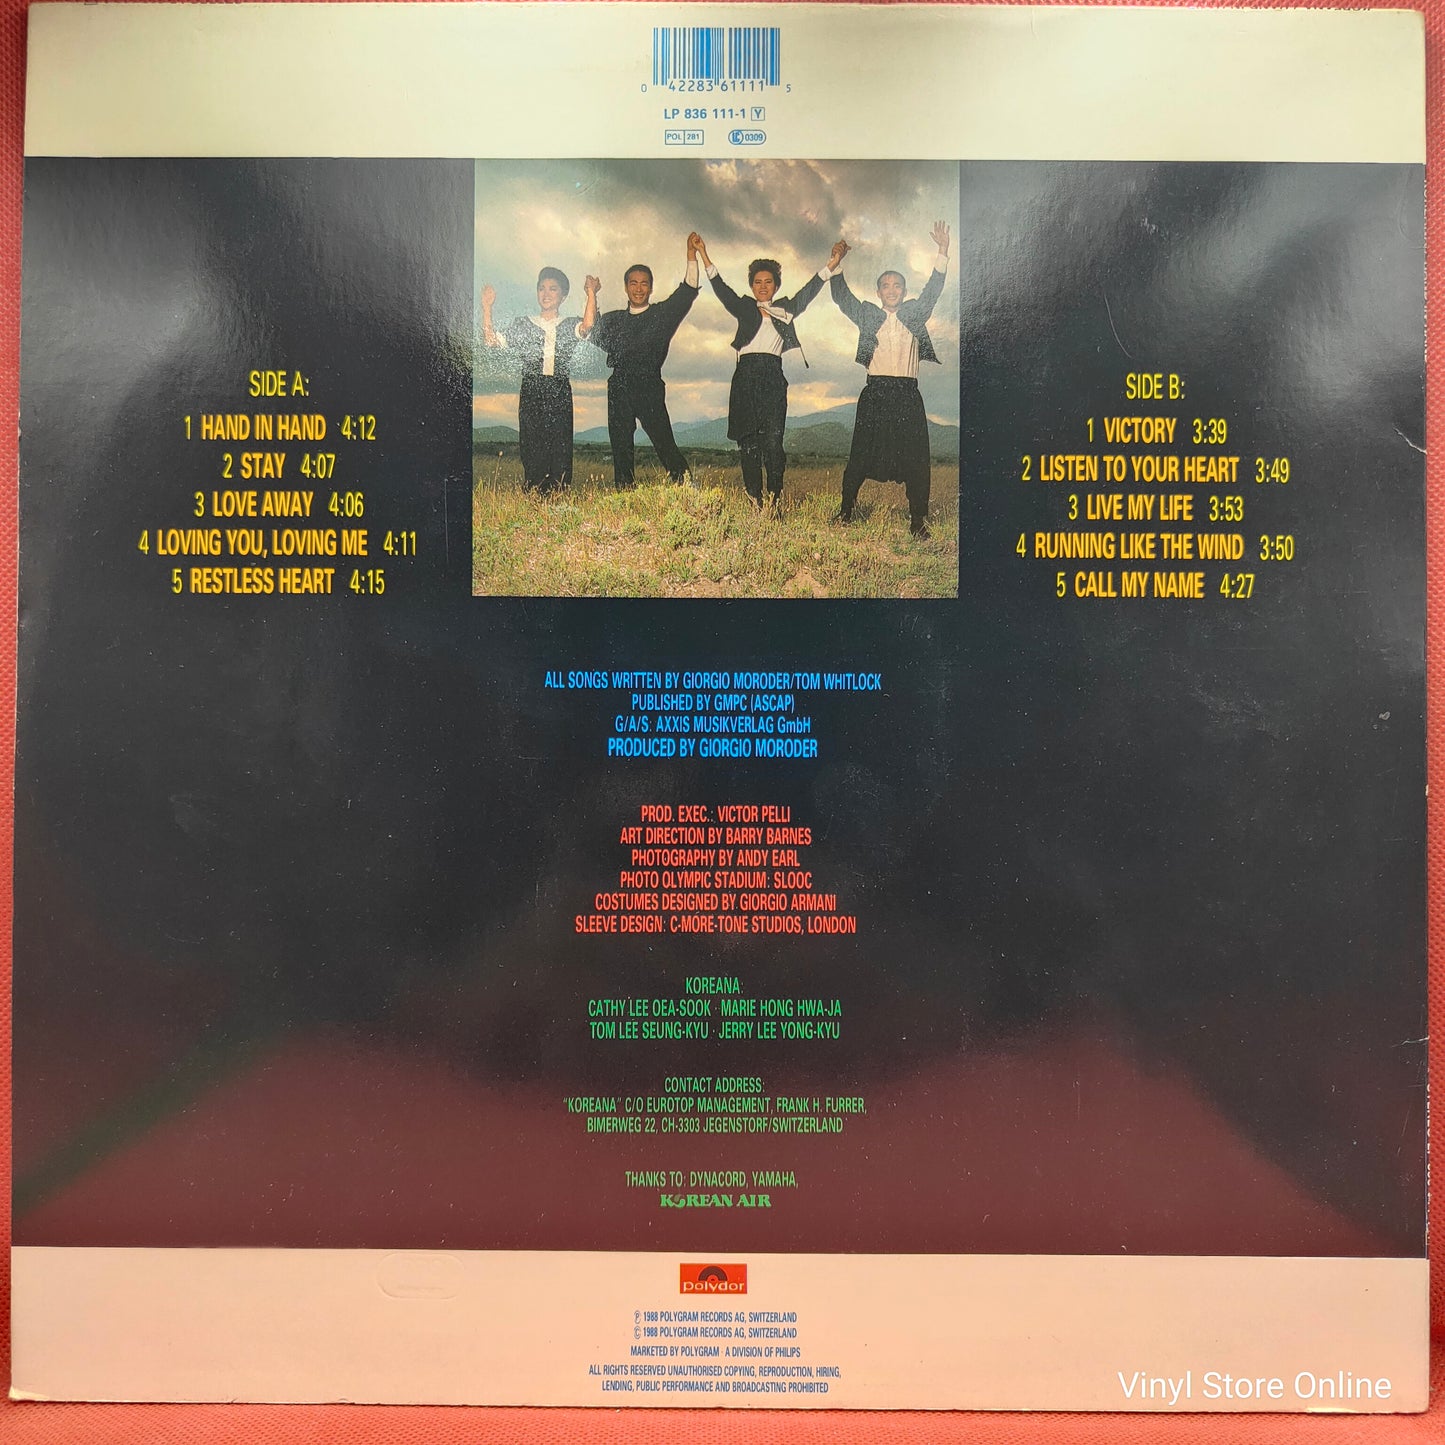 0 42283 61111 5
LP 836 111-1 Y
POL 281 LC 0309
SIDE A:
1 HAND IN HAND 4:12
2 STAY 4:07
3 LOVE AWAY 4:06
4 LOVING YOU, LOVING ME 4:11
5 RESTLESS HEART 4:15
SIDE B:
1 VICTORY 3:39
2 LISTEN TO YOUR HEART 3:49
3 LIVE MY LIFE 3:53
4 RUNNING LIKE THE WIND 3:50
5 CALL MY NAME 4:27
ALL SONGS WRITTEN BY GIORGIO MORODER/TOM WHITLOCK
PUBLISHED BY GMPC (ASCAP)
G/A/S: AXXIS MUSIKVERLAG GmbH
PRODUCED BY GIORGIO MORODER
PROD. EXEC.: VICTOR PELLI
ART DIRECTION BY BARRY BARNES
PHOTOGRAPHY BY ANDY EARL
PHOTO OLYMPIC STADIUM: SLOOC
COSTUMES DESIGNED BY GIORGIO ARMANI
SLEEVE DESIGN: C-MORE-TONE STUDIOS, LONDON
KOREANA:
CATHY LEE OEA-SOOK · MARIE HONG HWA-JA
TOM LEE SEUNG-KYU · JERRY LEE YONG-KYU
CONTACT ADDRESS:
"KOREANA" C/O EUROTOP MANAGEMENT, FRANK H. FURRER,
BIMERWEG 22, CH-3303 JEGENSTORF/SWITZERLAND
THANKS TO: DYNACORD, YAMAHA,
KOREAN AIR
polydor
℗ 1988 POLYGRAM RECORDS AG, SWITZERLAND
© 1988 POLYGRAM RECORDS AG, SWITZERLAND
MARKETED BY POLYGRAM · A DIVISION OF PHILIPS
ALL RIGHTS RESERVED UNAUTHORISED COPYING, REPRODUCTION, HIRING,
LENDING, PUBLIC PERFORMANCE AND BROADCASTING PROHIBITED
Vinyl Store Online